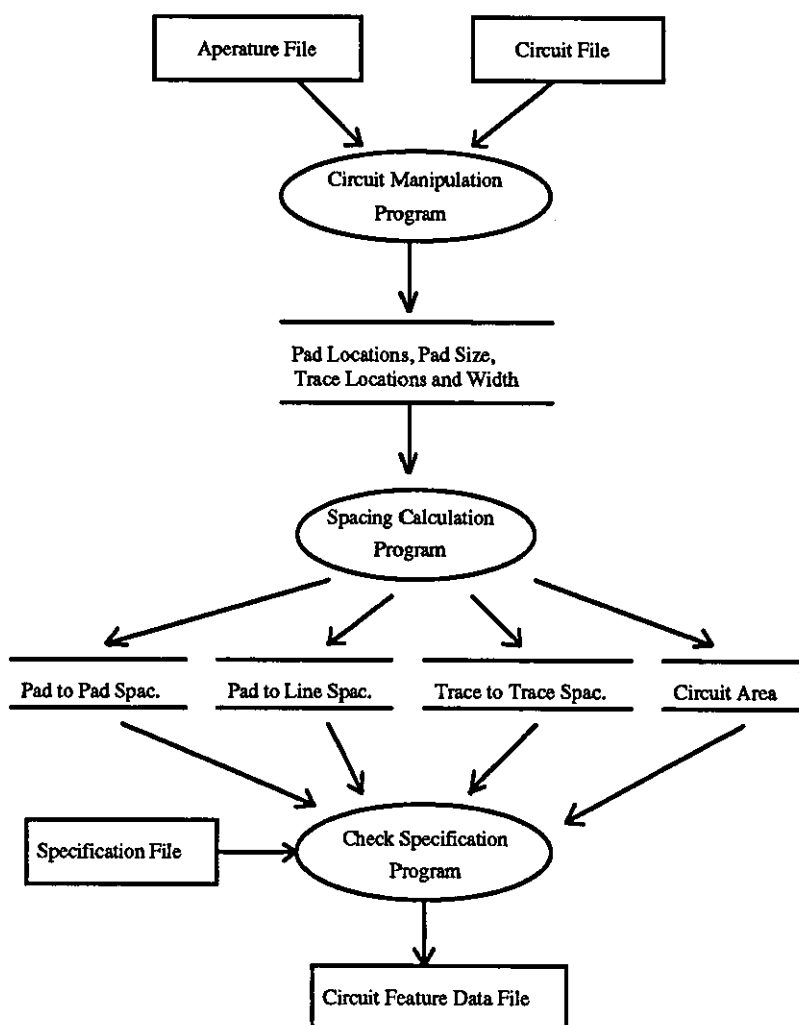 Aperature File
Circuit File
Circuit Manipulation
Program
Pad Locations, Pad Size,
Trace Locations and Width
Spacing Calculation
Program
Pad to Pad Spac.
Pad to Line Spac.
Trace to Trace Spac.
Circuit Area
Specification File
Check Specification
Program
Circuit Feature Data File